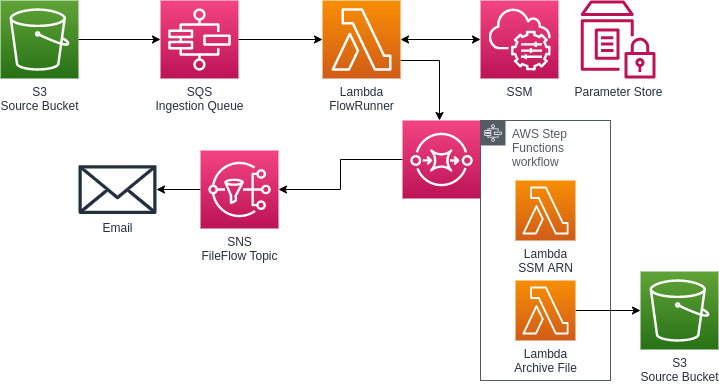 S3
Source Bucket
SQS
Ingestion Queue
Lambda
FlowRunner
SSM
Parameter Store
AWS Step
Functions
workflow
Email
SNS
FileFlow Topic
Lambda
SSM ARN
Lambda
Archive File
S3
Source Bucket